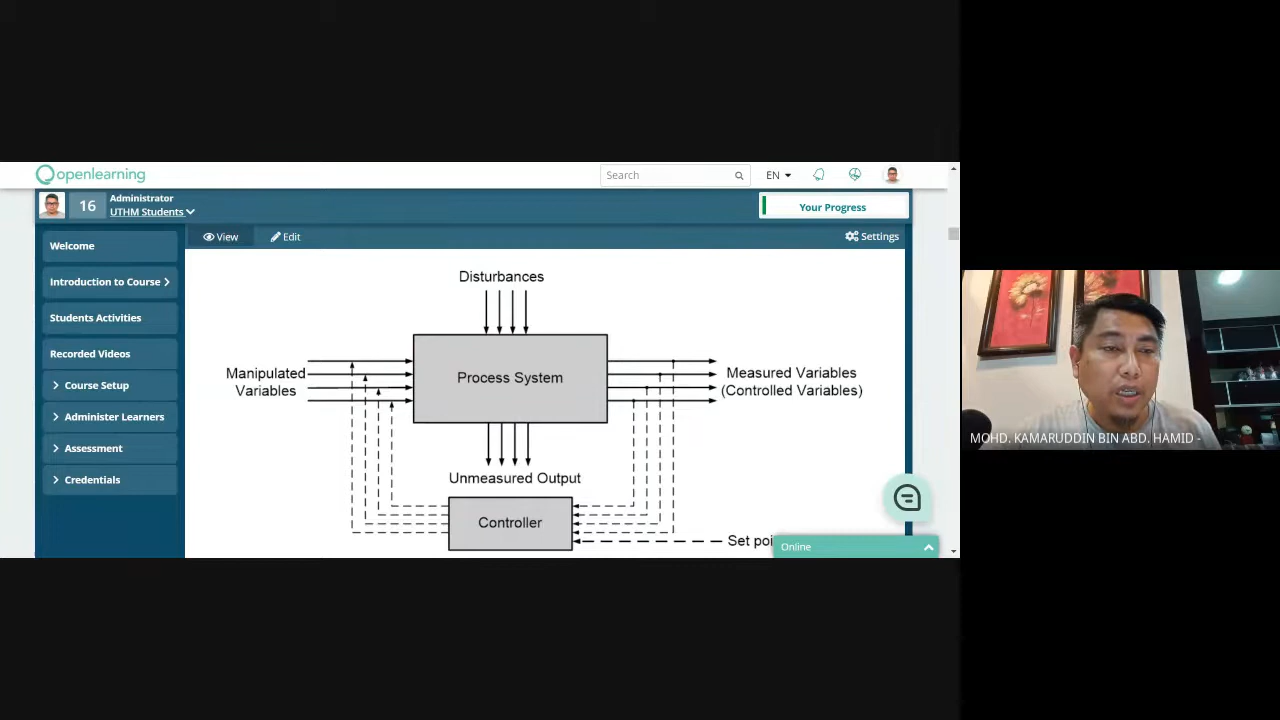 openlearning
Search
EN
16
Administrator
UTHM Students
Your Progress
View
Edit
Settings
Welcome
Introduction to Course
Students Activities
Recorded Videos
Course Setup
Administer Learners
Assessment
Credentials
Disturbances
Manipulated
Variables
Process System
Measured Variables
(Controlled Variables)
Unmeasured Output
Controller
Set poi
Online
MOHD. KAMARUDDIN BIN ABD. HAMID -